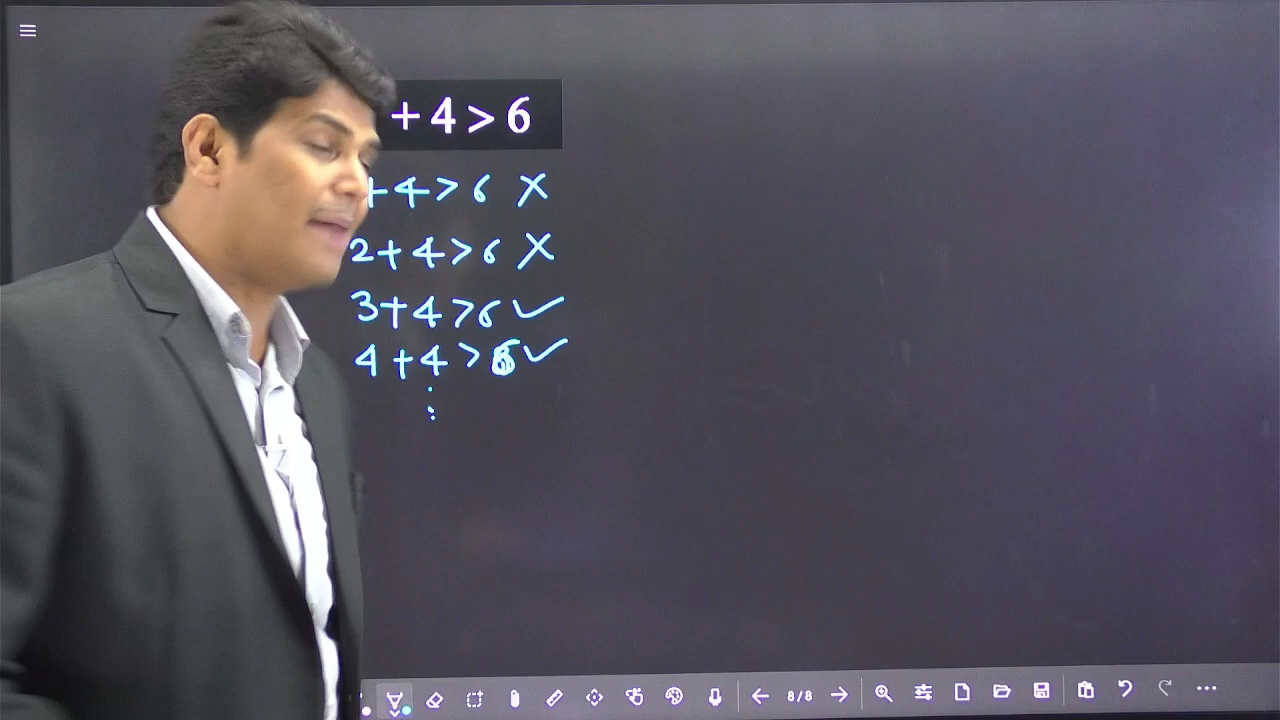 + 4 > 6
+ 4 > 6 X
2 + 4 > 6 X
3 + 4 > 6 ✓
4 + 4 > 6 ✓
:
8/8